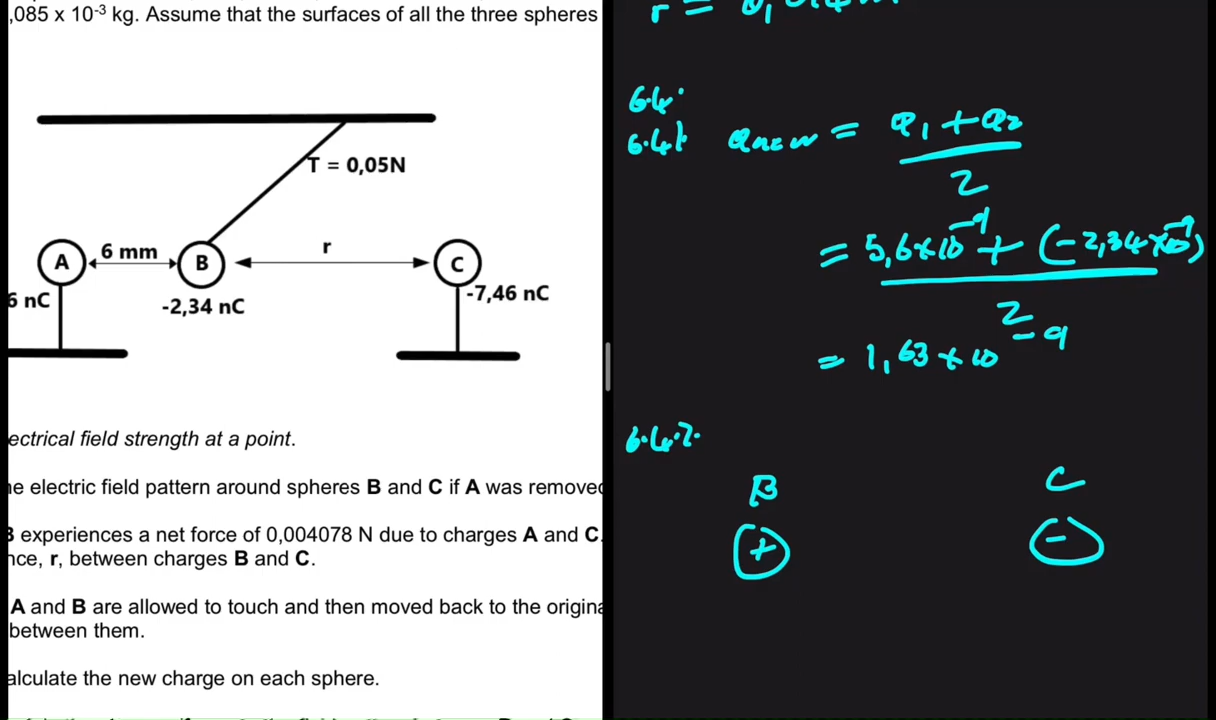 ,085 x 10-3 kg. Assume that the surfaces of all the three spheres
T = 0,05N
A 6 mm B r C
6 nC
-2,34 nC
-7,46 nC
ectrical field strength at a point.
ne electric field pattern around spheres B and C if A was removed
B experiences a net force of 0,004078 N due to charges A and C.
nce, r, between charges B and C.
A and B are allowed to touch and then moved back to the origina
between them.
alculate the new charge on each sphere.
r =
6.4.
6.4.1. Qnew = Q1 + Q2
2
= 5,6x10-9 + (-2,34x10-9)
2
= 1,63 x 10-9
6.4.2.
B C
+ -